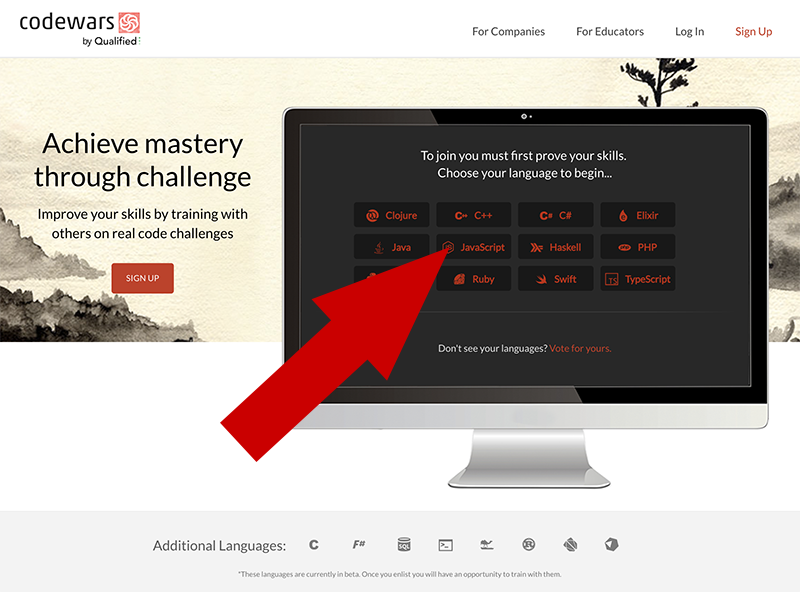 codewars
by Qualified
For Companies
For Educators
Log In
Sign Up
Achieve mastery
through challenge
Improve your skills by training with
others on real code challenges
SIGN UP
To join you must first prove your skills.
Choose your language to begin...
Clojure
C++
C#
Elixir
Java
JavaScript
Haskell
PHP
Ruby
Swift
TypeScript
Don't see your languages? Vote for yours.
Additional Languages:
C
F#
SQL
*These languages are currently in beta. Once you enlist you will have an opportunity to train with them.